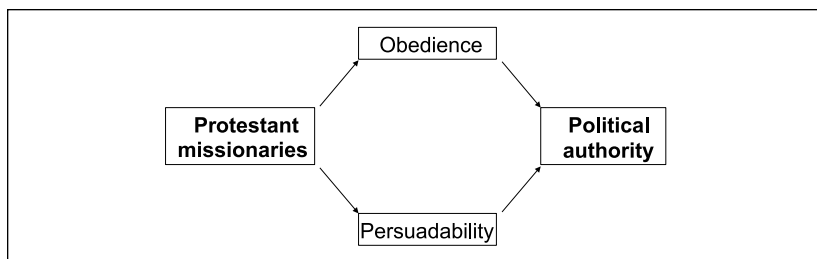 Obedience
Protestant
missionaries
Political
authority
Persuadability